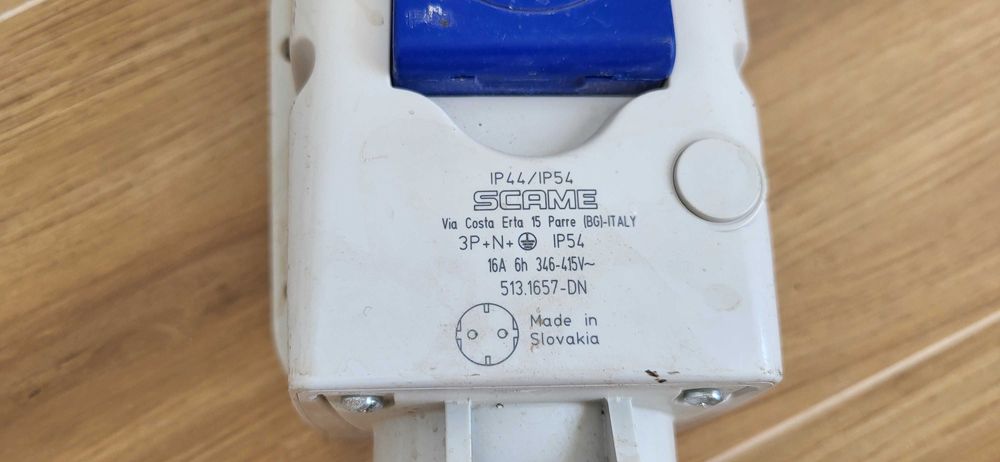 IP44/IP54
SCAME
Via Costa Erta 15 Parre (BG)-ITALY
3P+N+ IP54
16A 6h 346-415V~
513.1657-DN
Made in
Slovakia